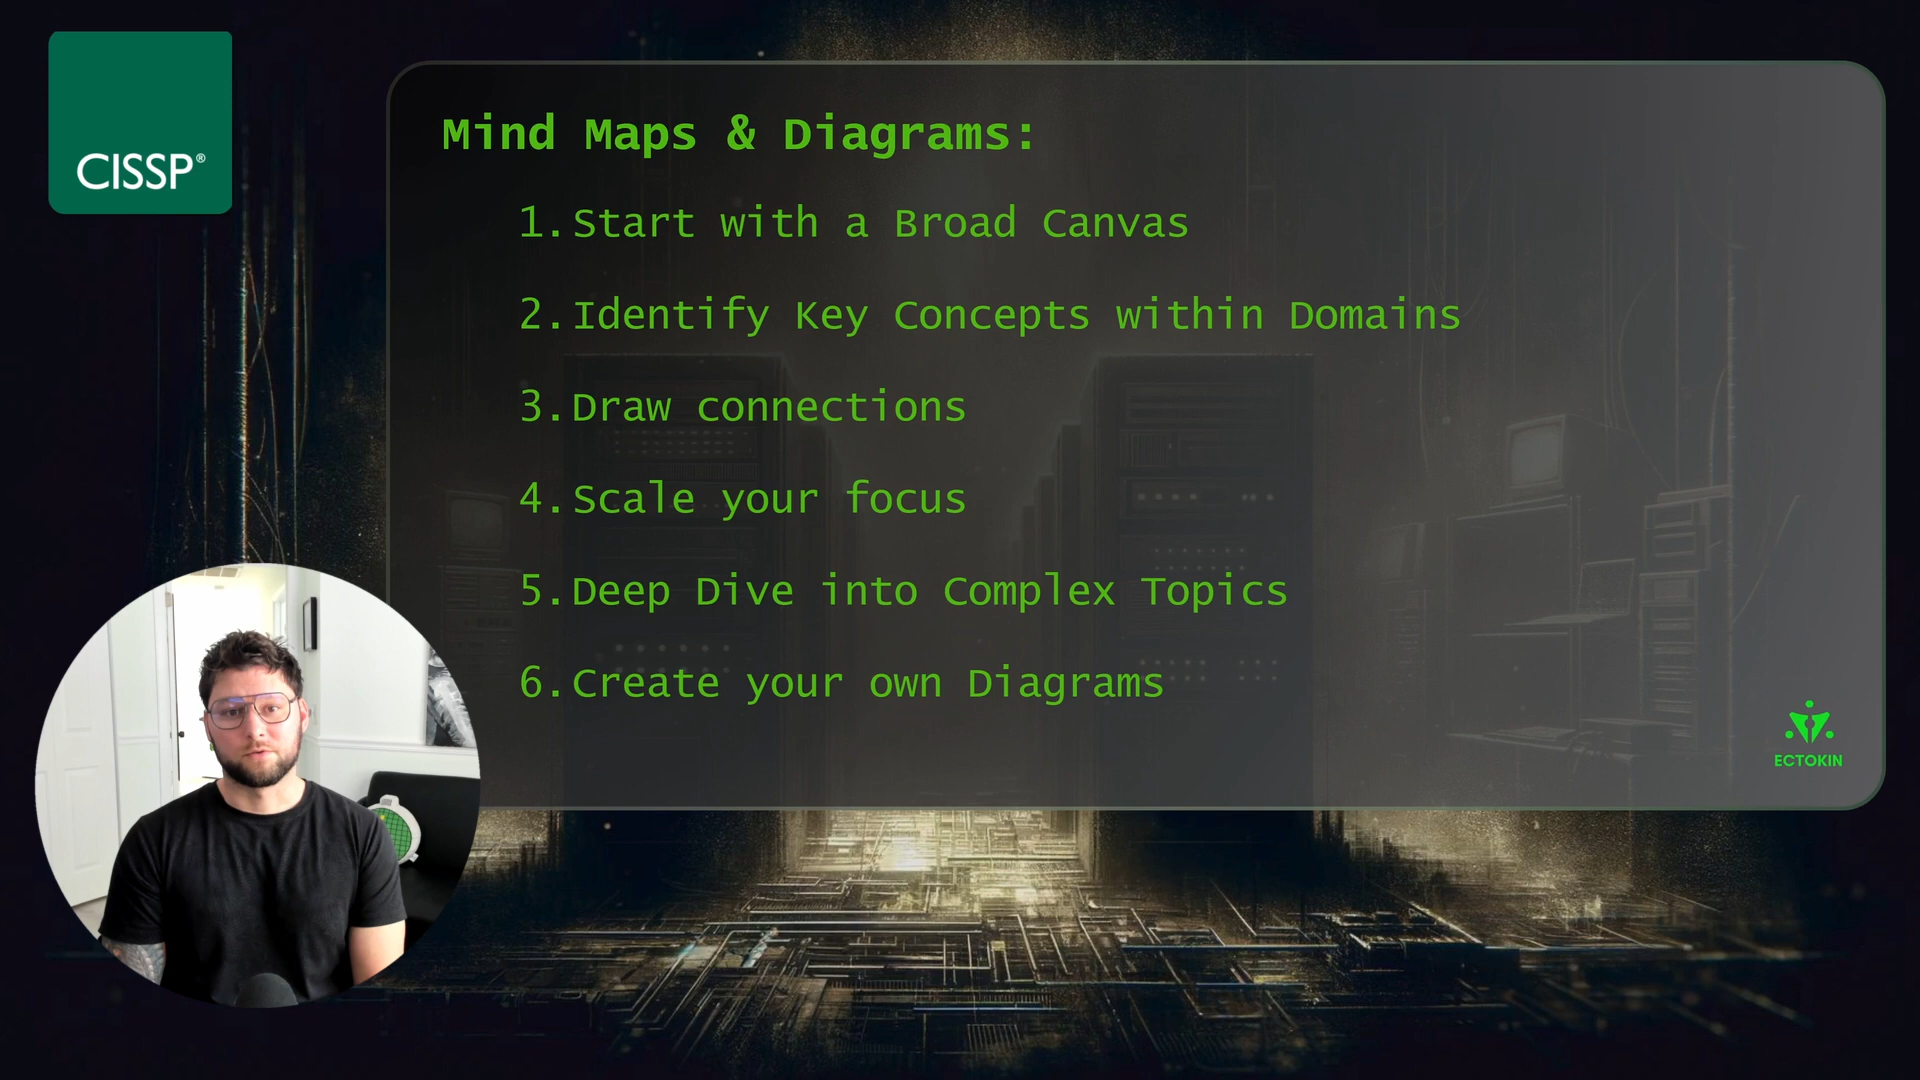 CISSP®
Mind Maps & Diagrams:
1. Start with a Broad Canvas
2. Identify Key Concepts within Domains
3. Draw connections
4. Scale your focus
5. Deep Dive into Complex Topics
6. Create your own Diagrams
ECTOKIN